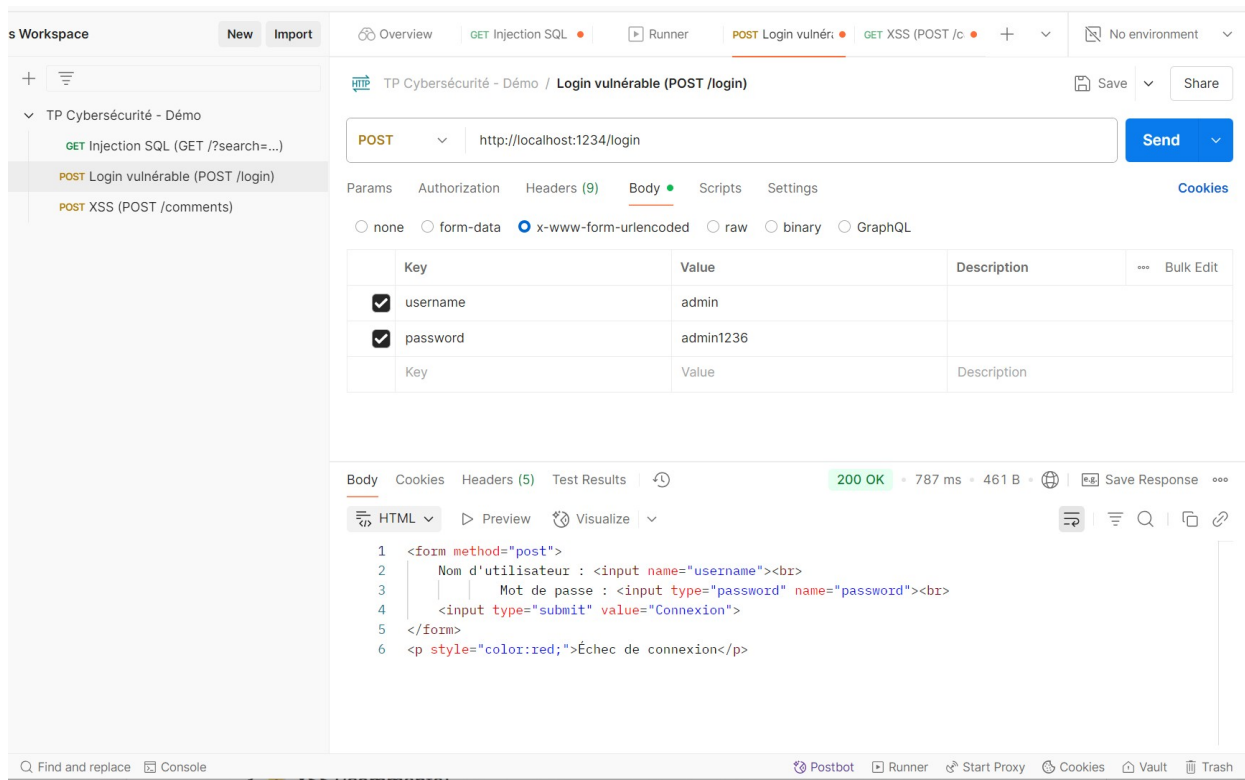 s Workspace New Import
Overview GET Injection SQL Runner POST Login vulnéra GET XSS (POST /c No environment
TP Cybersécurité - Démo
GET Injection SQL (GET /?search=...)
POST Login vulnérable (POST /login)
POST XSS (POST /comments)
HTTP TP Cybersécurité - Démo / Login vulnérable (POST /login) Save Share
POST http://localhost:1234/login Send
Params Authorization Headers (9) Body Scripts Settings Cookies
none form-data x-www-form-urlencoded raw binary GraphQL
Key Value Description Bulk Edit
username admin
password admin1236
Key Value Description
Body Cookies Headers (5) Test Results 200 OK 787 ms 461 B e.g. Save Response
HTML Preview Visualize
1 <form method="post">
2 Nom d'utilisateur : <input name="username"><br>
3 Mot de passe : <input type="password" name="password"><br>
4 <input type="submit" value="Connexion">
5 </form>
6 <p style="color:red;">Échec de connexion</p>
Find and replace Console Postbot Runner Start Proxy Cookies Vault Trash